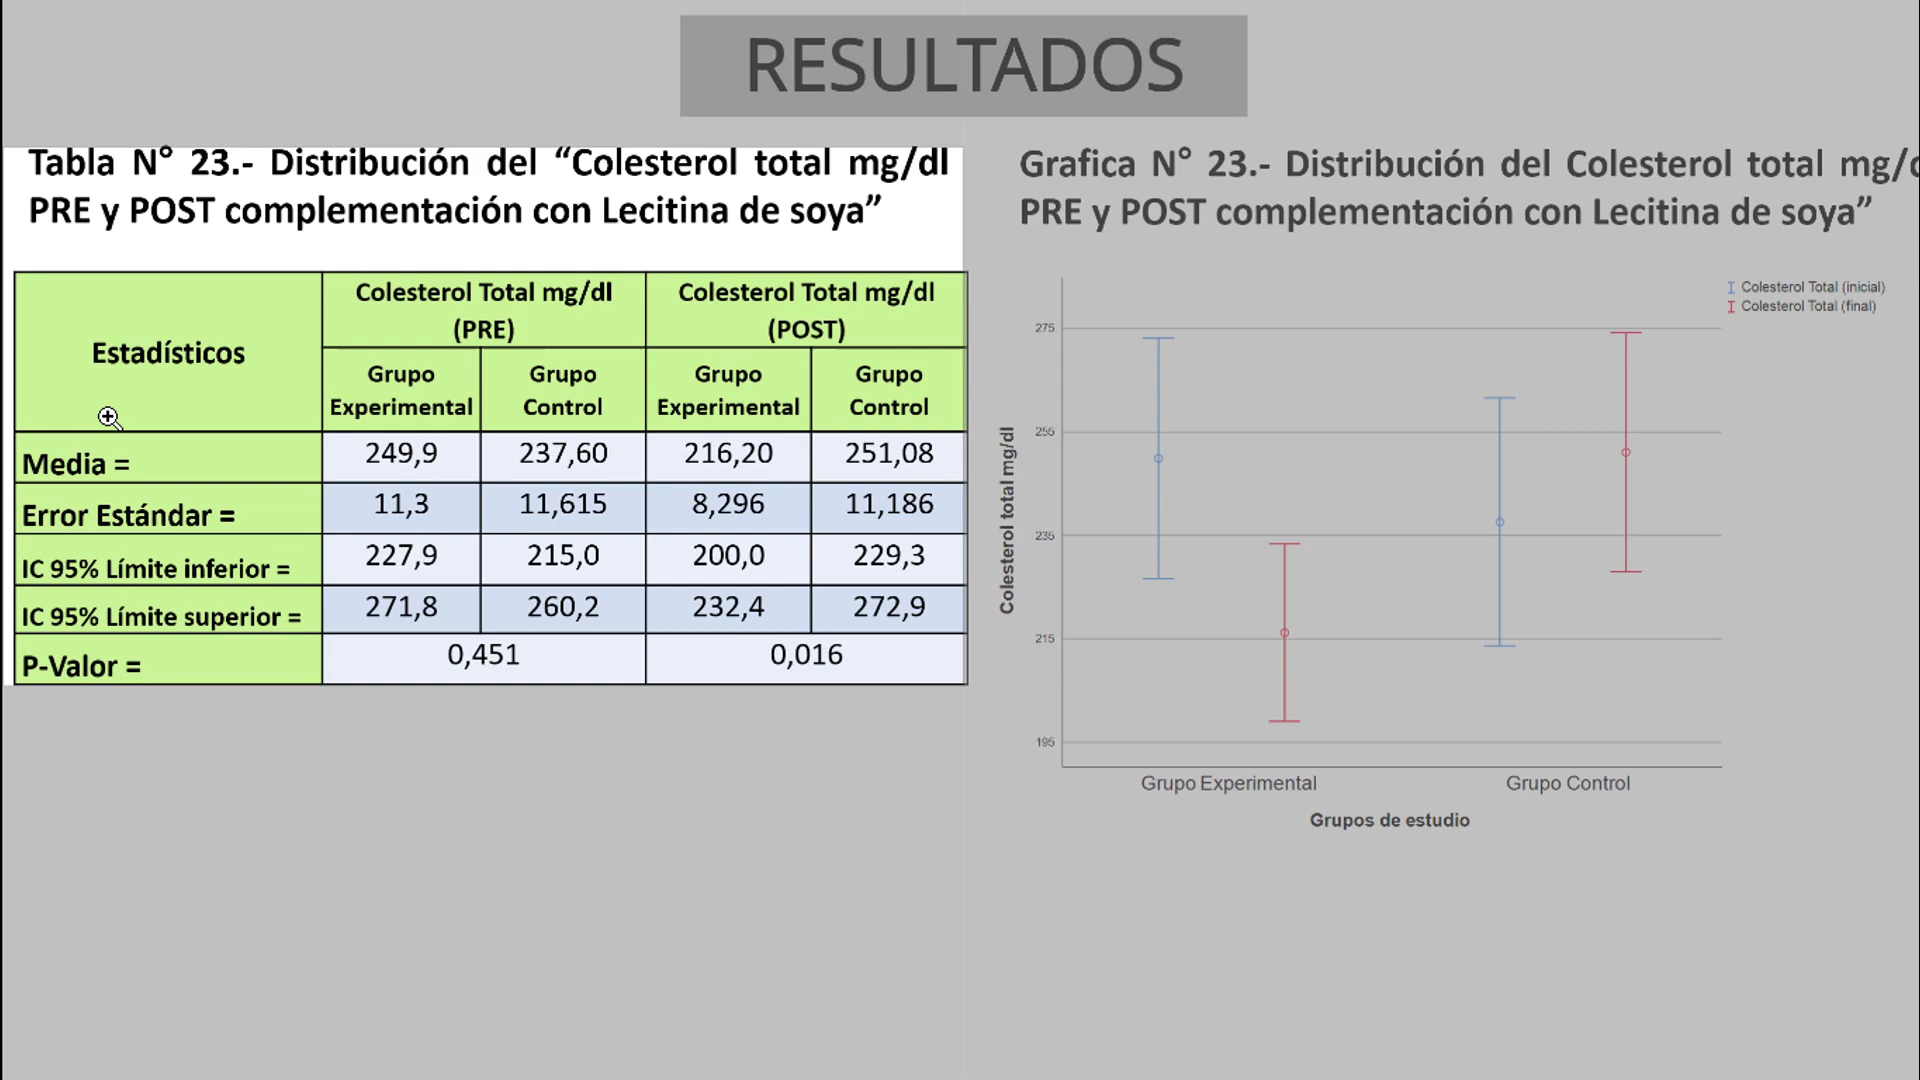 RESULTADOS
Tabla N° 23.- Distribución del “Colesterol total mg/dl
PRE y POST complementación con Lecitina de soya”
Estadísticos
Colesterol Total mg/dl
(PRE)
Colesterol Total mg/dl
(POST)
Grupo
Experimental
Grupo
Control
Grupo
Experimental
Grupo
Control
Media = 249,9 237,60 216,20 251,08
Error Estándar = 11,3 11,615 8,296 11,186
IC 95% Límite inferior = 227,9 215,0 200,0 229,3
IC 95% Límite superior = 271,8 260,2 232,4 272,9
P-Valor = 0,451 0,016
Grafica N° 23.- Distribución del Colesterol total mg/d
PRE y POST complementación con Lecitina de soya”
Colesterol Total (inicial)
Colesterol Total (final)
Colesterol total mg/dl
275
255
235
215
195
Grupo Experimental
Grupo Control
Grupos de estudio